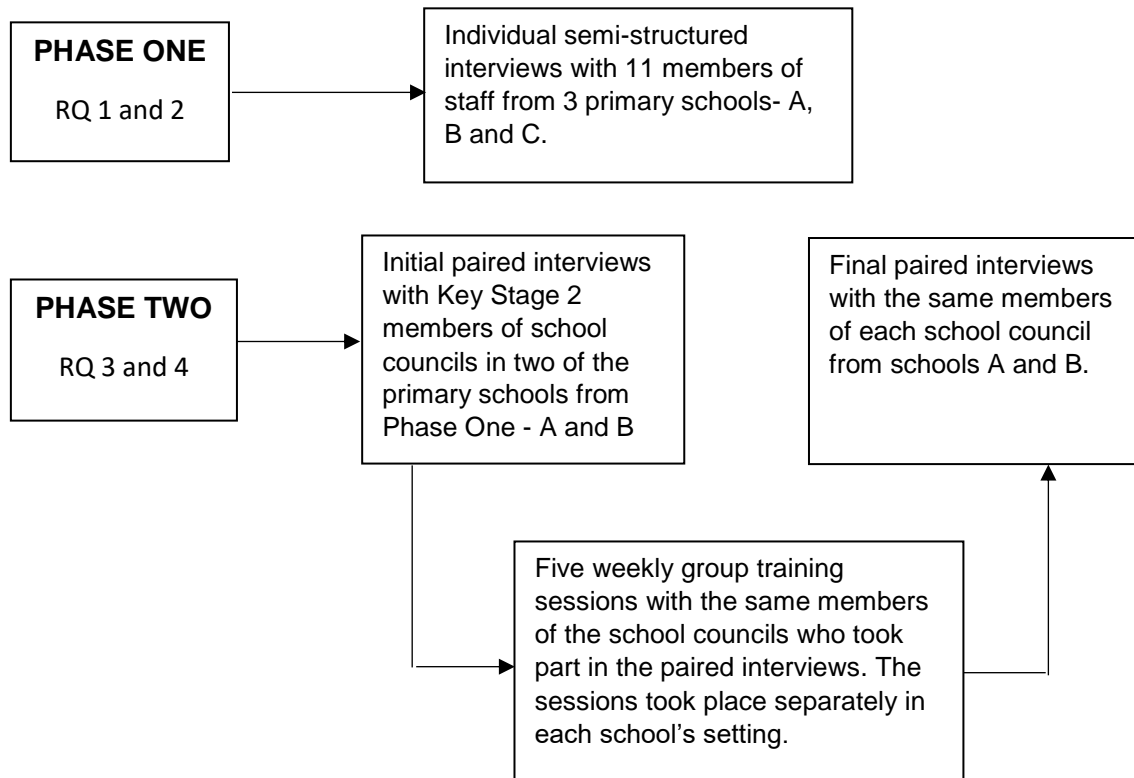 PHASE ONE
RQ 1 and 2
Individual semi-structured
interviews with 11 members of
staff from 3 primary schools- A,
B and C.
PHASE TWO
RQ 3 and 4
Initial paired interviews
with Key Stage 2
members of school
councils in two of the
primary schools from
Phase One - A and B
Final paired interviews
with the same members
of each school council
from schools A and B.
Five weekly group training
sessions with the same members
of the school councils who took
part in the paired interviews. The
sessions took place separately in
each school’s setting.